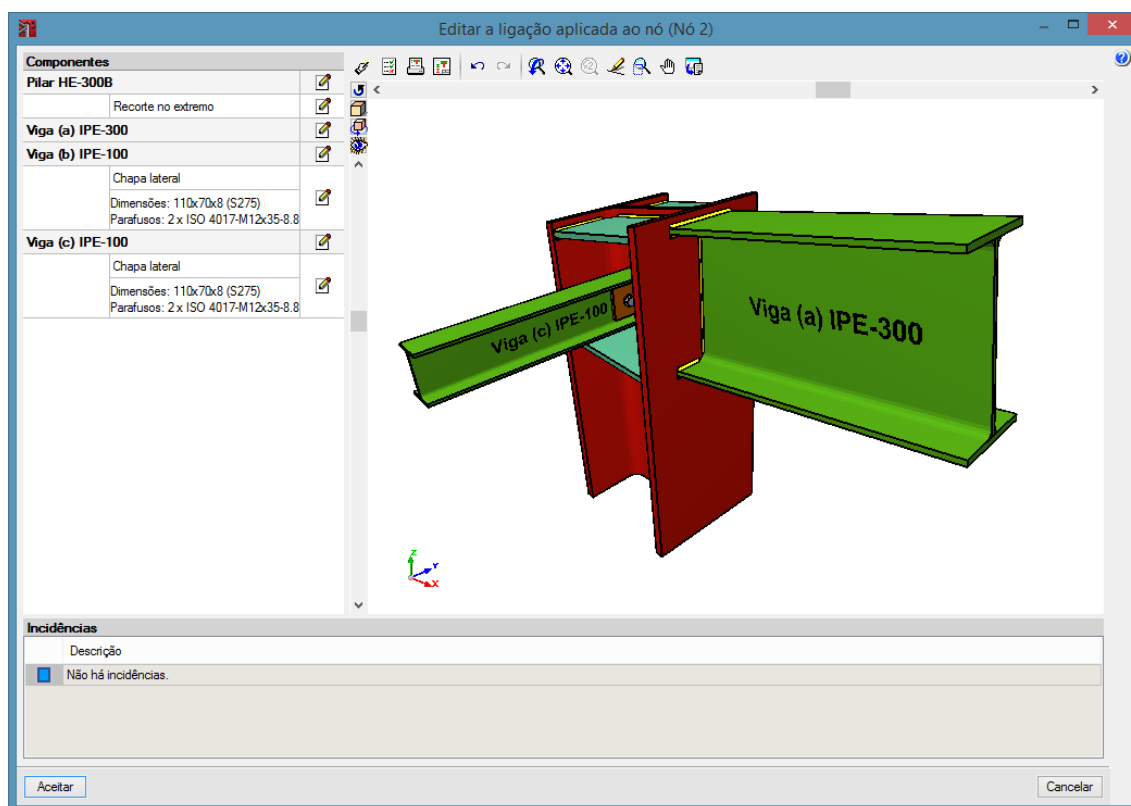 Editar a ligação aplicada ao nó (Nó 2)
Componentes
Pilar HE-300B
Recorte no extremo
Viga (a) IPE-300
Viga (b) IPE-100
Chapa lateral
Dimensões: 110x70x8 (S275)
Parafusos: 2 x ISO 4017-M12x35-8.8
Viga (c) IPE-100
Chapa lateral
Dimensões: 110x70x8 (S275)
Parafusos: 2 x ISO 4017-M12x35-8.8
Viga (c) IPE-100
Viga (a) IPE-300
Z
Y
X
Incidências
Descrição
Não há incidências.
Aceitar
Cancelar